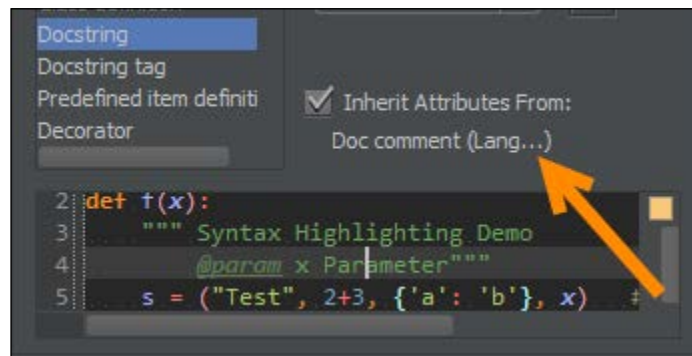 Docstring
Docstring tag
Predefined item definiti
Decorator
Inherit Attributes From:
Doc comment (Lang...)
2 def f(x):
3 """ Syntax Highlighting Demo
4 @param x Parameter"""
5 s = ("Test", 2+3, {'a': 'b'}, x) #